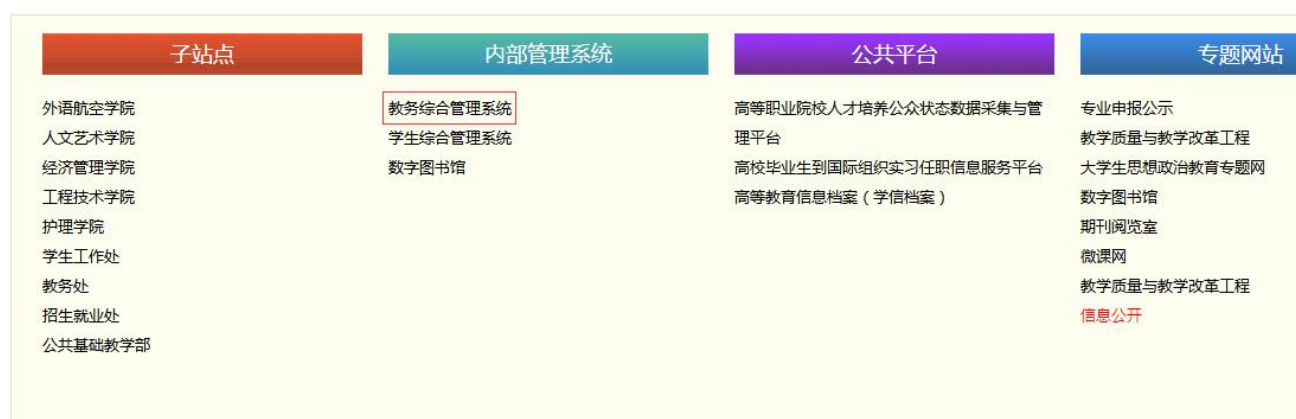 子站点
外语航空学院
人文艺术学院
经济管理学院
工程技术学院
护理学院
学生工作处
教务处
招生就业处
公共基础教学部
内部管理系统
教务综合管理系统
学生综合管理系统
数字图书馆
公共平台
高等职业院校人才培养公众状态数据采集与管
理平台
高校毕业生到国际组织实习任职信息服务平台
高等教育信息档案（学信档案）
专题网站
专业申报公示
教学质量与教学改革工程
大学生思想政治教育专题网
数字图书馆
期刊阅览室
微课网
教学质量与教学改革工程
信息公开